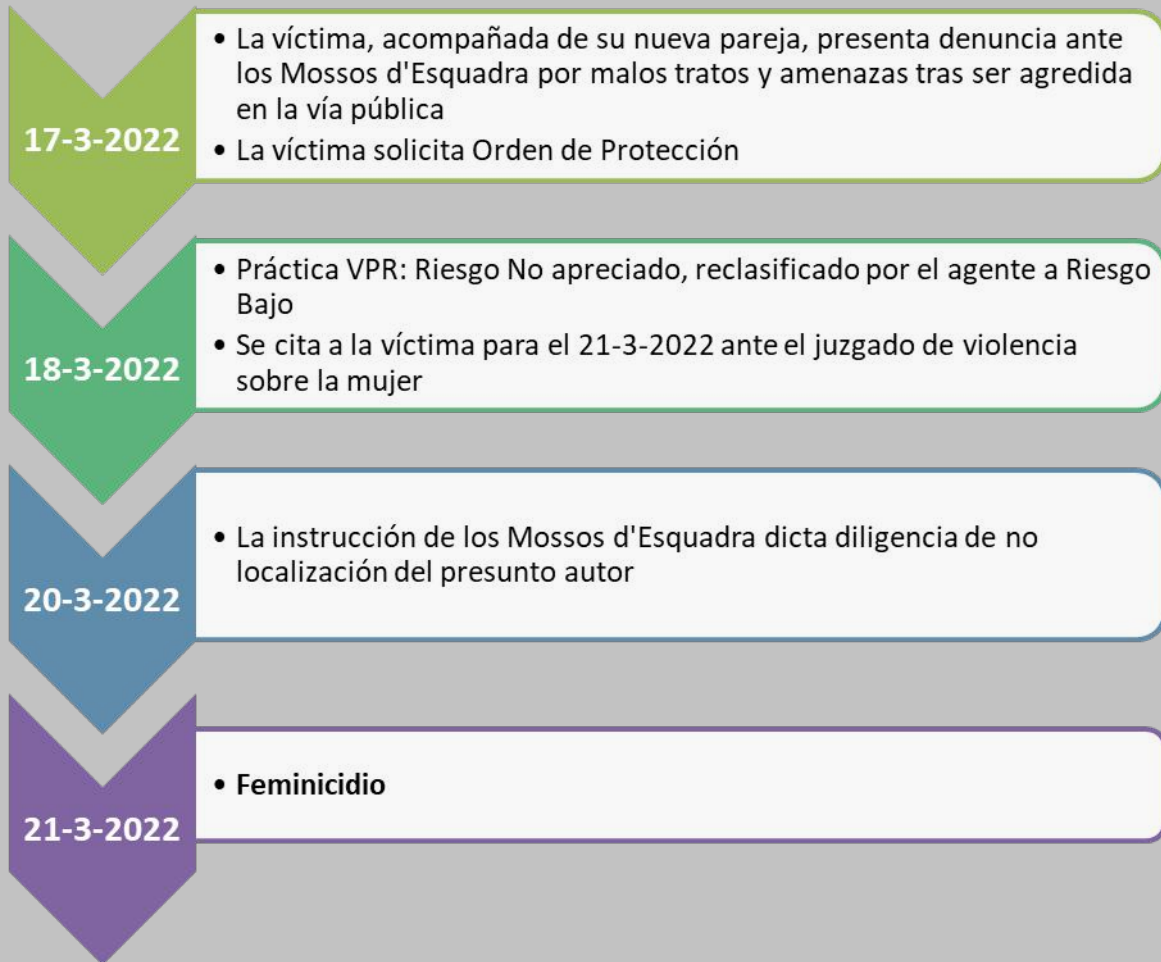 17-3-2022
• La víctima, acompañada de su nueva pareja, presenta denuncia ante
los Mossos d'Esquadra por malos tratos y amenazas tras ser agredida
en la vía pública
• La víctima solicita Orden de Protección
18-3-2022
• Práctica VPR: Riesgo No apreciado, reclasificado por el agente a Riesgo
Bajo
• Se cita a la víctima para el 21-3-2022 ante el juzgado de violencia
sobre la mujer
20-3-2022
• La instrucción de los Mossos d'Esquadra dicta diligencia de no
localización del presunto autor
21-3-2022
• Feminicidio